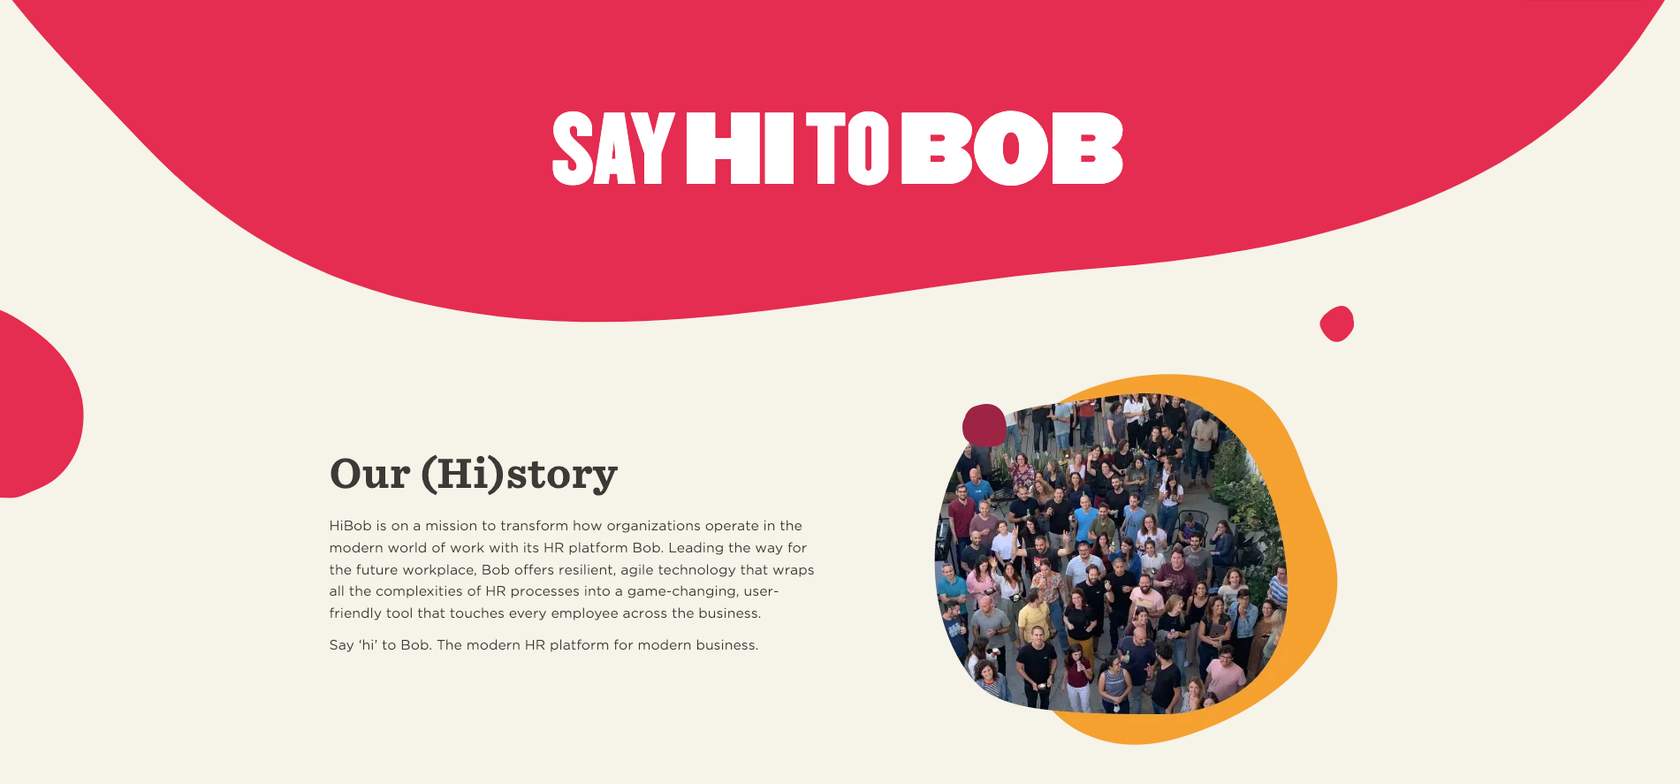 SAY HI TO BOB
Our (Hi)story
HiBob is on a mission to transform how organizations operate in the
modern world of work with its HR platform Bob. Leading the way for
the future workplace, Bob offers resilient, agile technology that wraps
all the complexities of HR processes into a game-changing, user-
friendly tool that touches every employee across the business.
Say ‘hi’ to Bob. The modern HR platform for modern business.